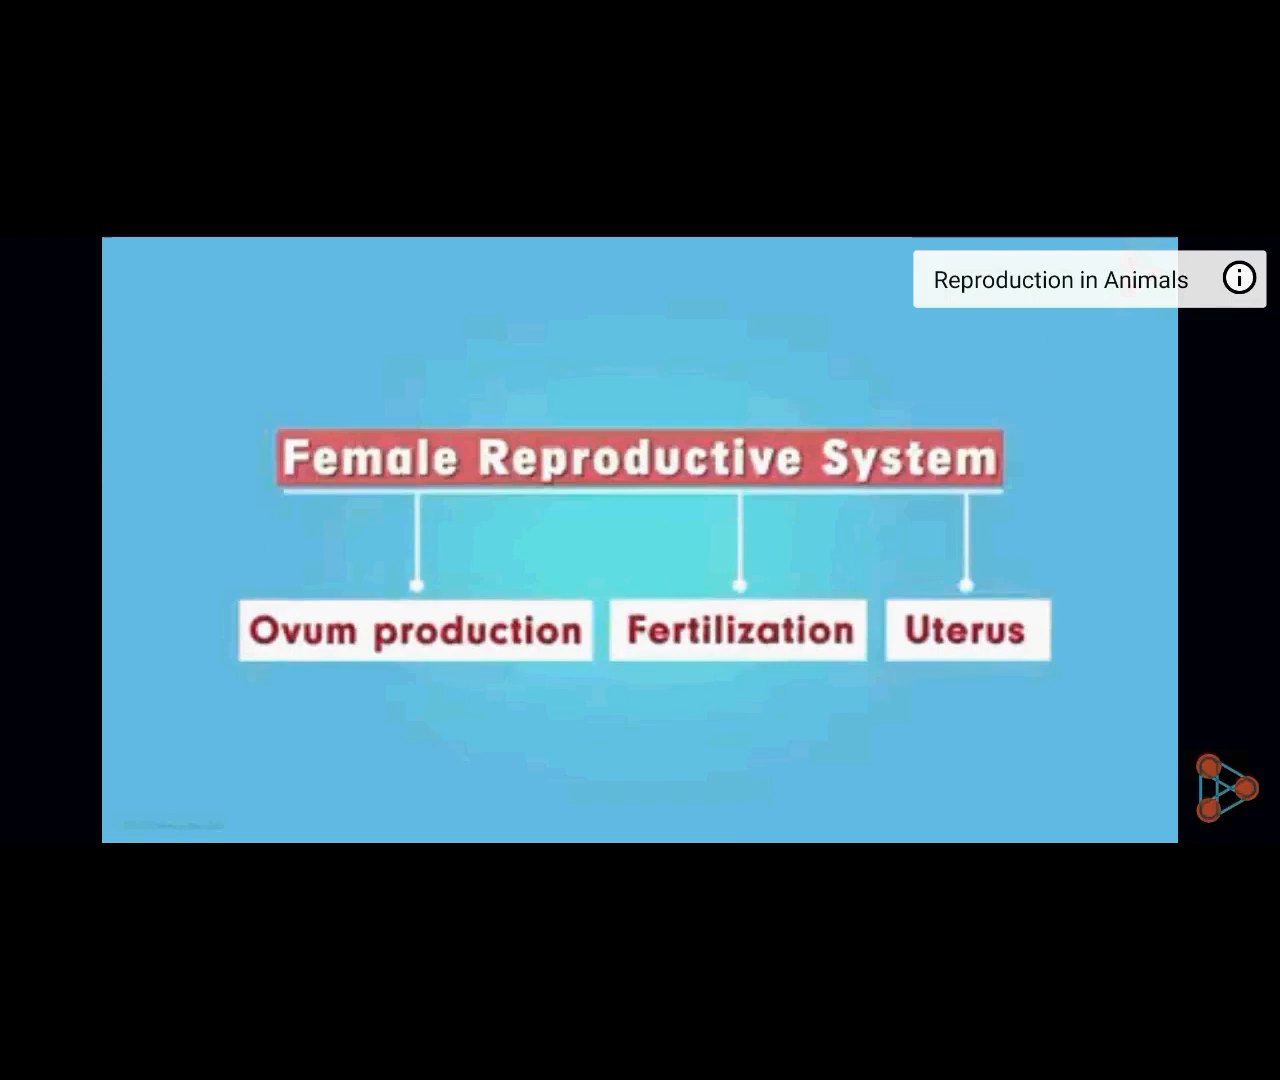 Reproduction in Animals
Female Reproductive System
Ovum production
Fertilization
Uterus